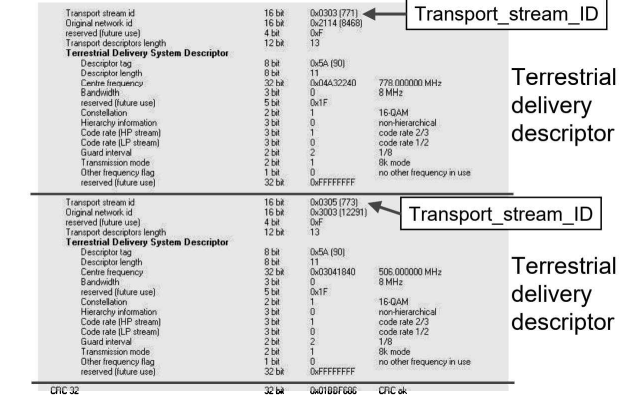 Transport stream id 16 bit 0x0303 (771) Transport_stream_ID
Original network id 16 bit 0x2114 (8468)
reserved (future use) 4 bit 0xF
Transport descriptors length 12 bit 13
Terrestrial Delivery System Descriptor
Descriptor tag 8 bit 0x5A (90)
Descriptor length 8 bit 11
Centre frequency 32 bit 0x04A32240 778.000000 MHz
Bandwidth 3 bit 0 8 MHz
reserved (future use) 5 bit 0x1F
Constellation 2 bit 1 16-QAM
Hierarchy information 3 bit 0 non-hierarchical
Code rate (HP stream) 3 bit 1 code rate 2/3
Code rate (LP stream) 3 bit 0 code rate 1/2
Guard interval 2 bit 2 1/8
Transmission mode 2 bit 1 8k mode
Other frequency flag 1 bit 0 no other frequency in use
reserved (future use) 32 bit 0xFFFFFFFF
Terrestrial
delivery
descriptor
Transport stream id 16 bit 0x0305 (773) Transport_stream_ID
Original network id 16 bit 0x3003 (12291)
reserved (future use) 4 bit 0xF
Transport descriptors length 12 bit 13
Terrestrial Delivery System Descriptor
Descriptor tag 8 bit 0x5A (90)
Descriptor length 8 bit 11
Centre frequency 32 bit 0x03041840 506.000000 MHz
Bandwidth 3 bit 0 8 MHz
reserved (future use) 5 bit 0x1F
Constellation 2 bit 1 16-QAM
Hierarchy information 3 bit 0 non-hierarchical
Code rate (HP stream) 3 bit 1 code rate 2/3
Code rate (LP stream) 3 bit 0 code rate 1/2
Guard interval 2 bit 2 1/8
Transmission mode 2 bit 1 8k mode
Other frequency flag 1 bit 0 no other frequency in use
reserved (future use) 32 bit 0xFFFFFFFF
Terrestrial
delivery
descriptor
CRC 32 32 bit 0x01BBF686 CRC ok